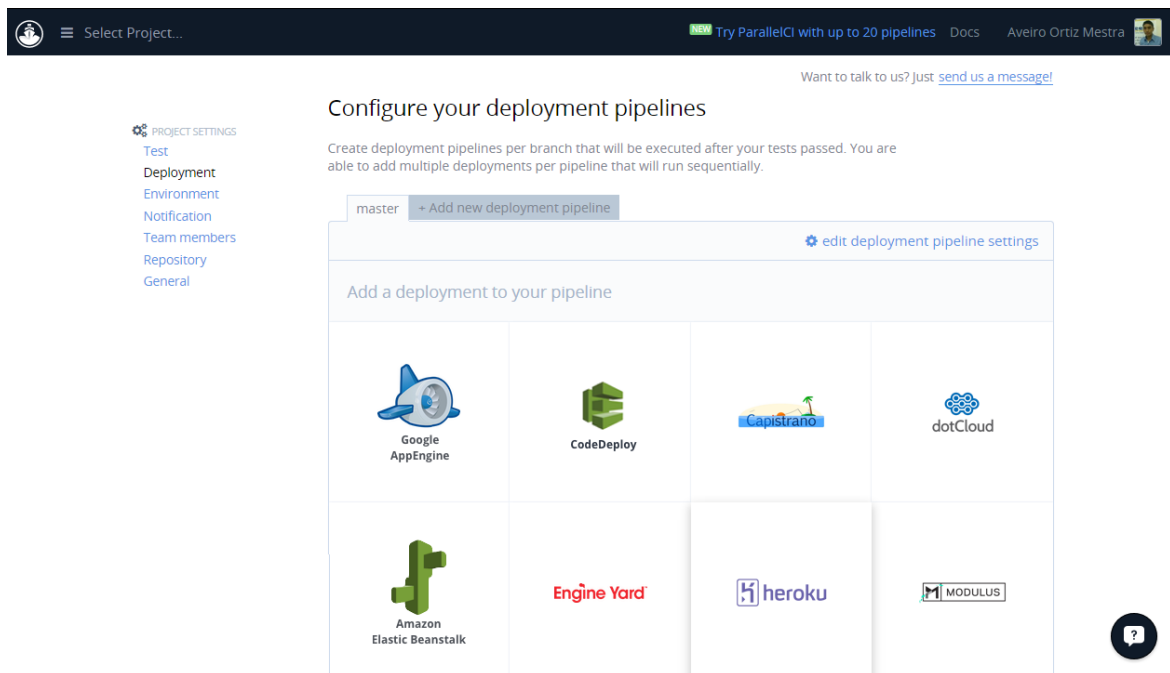 Select Project...
NEW Try ParallelCI with up to 20 pipelines
Docs
Aveiro Ortiz Mestra
Want to talk to us? Just send us a message!
PROJECT SETTINGS
Test
Deployment
Environment
Notification
Team members
Repository
General
Configure your deployment pipelines
Create deployment pipelines per branch that will be executed after your tests passed. You are
able to add multiple deployments per pipeline that will run sequentially.
master
+ Add new deployment pipeline
edit deployment pipeline settings
Add a deployment to your pipeline
Google
AppEngine
CodeDeploy
Capistrano
dotCloud
Amazon
Elastic Beanstalk
Engine Yard
heroku
MODULUS
?